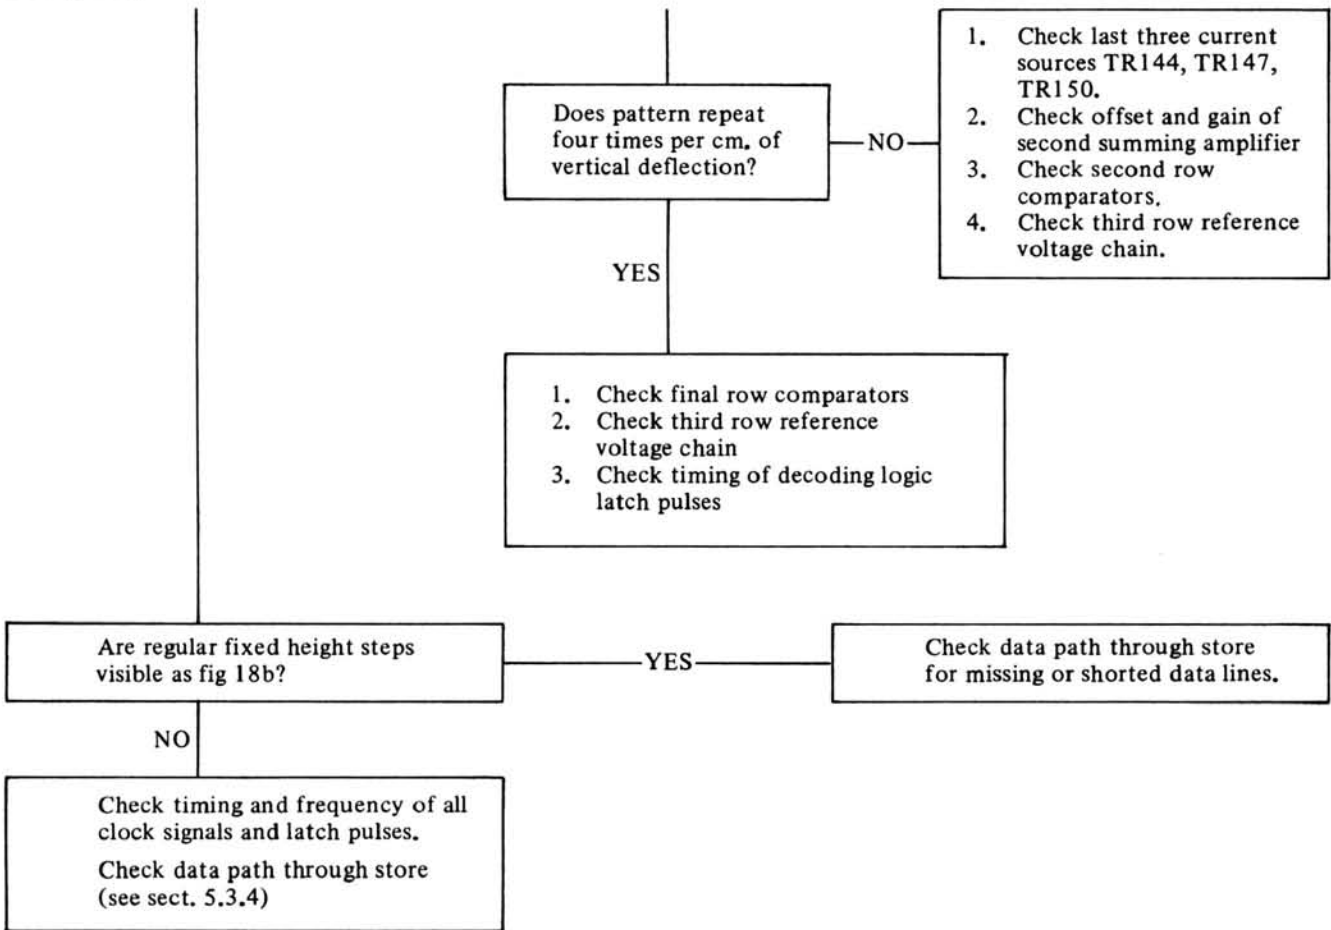 Does pattern repeat
four times per cm. of
vertical deflection?
NO
1. Check last three current
sources TR144, TR147,
TR150.
2. Check offset and gain of
second summing amplifier
3. Check second row
comparators.
4. Check third row reference
voltage chain.
YES
1. Check final row comparators
2. Check third row reference
voltage chain
3. Check timing of decoding logic
latch pulses
Are regular fixed height steps
visible as fig 18b?
YES
Check data path through store
for missing or shorted data lines.
NO
Check timing and frequency of all
clock signals and latch pulses.
Check data path through store
(see sect. 5.3.4)